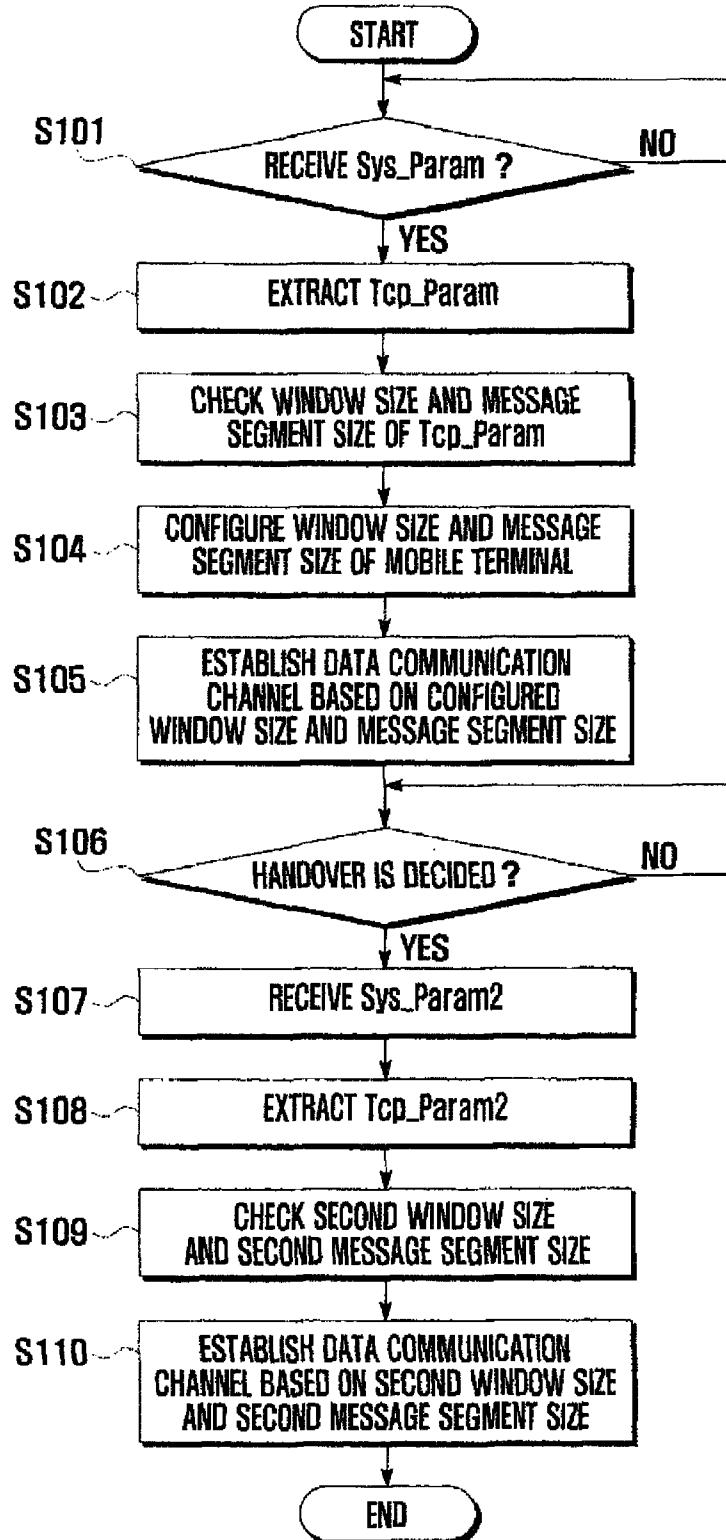 START
S101
RECEIVE Sys_Param ?
NO
YES
S102
EXTRACT Tcp_Param
S103
CHECK WINDOW SIZE AND MESSAGE
SEGMENT SIZE OF Tcp_Param
S104
CONFIGURE WINDOW SIZE AND MESSAGE
SEGMENT SIZE OF MOBILE TERMINAL
S105
ESTABLISH DATA COMMUNICATION
CHANNEL BASED ON CONFIGURED
WINDOW SIZE AND MESSAGE SEGMENT SIZE
S106
HANDOVER IS DECIDED ?
NO
YES
S107
RECEIVE Sys_Param2
S108
EXTRACT Tcp_Param2
S109
CHECK SECOND WINDOW SIZE
AND SECOND MESSAGE SEGMENT SIZE
S110
ESTABLISH DATA COMMUNICATION
CHANNEL BASED ON SECOND WINDOW SIZE
AND SECOND MESSAGE SEGMENT SIZE
END